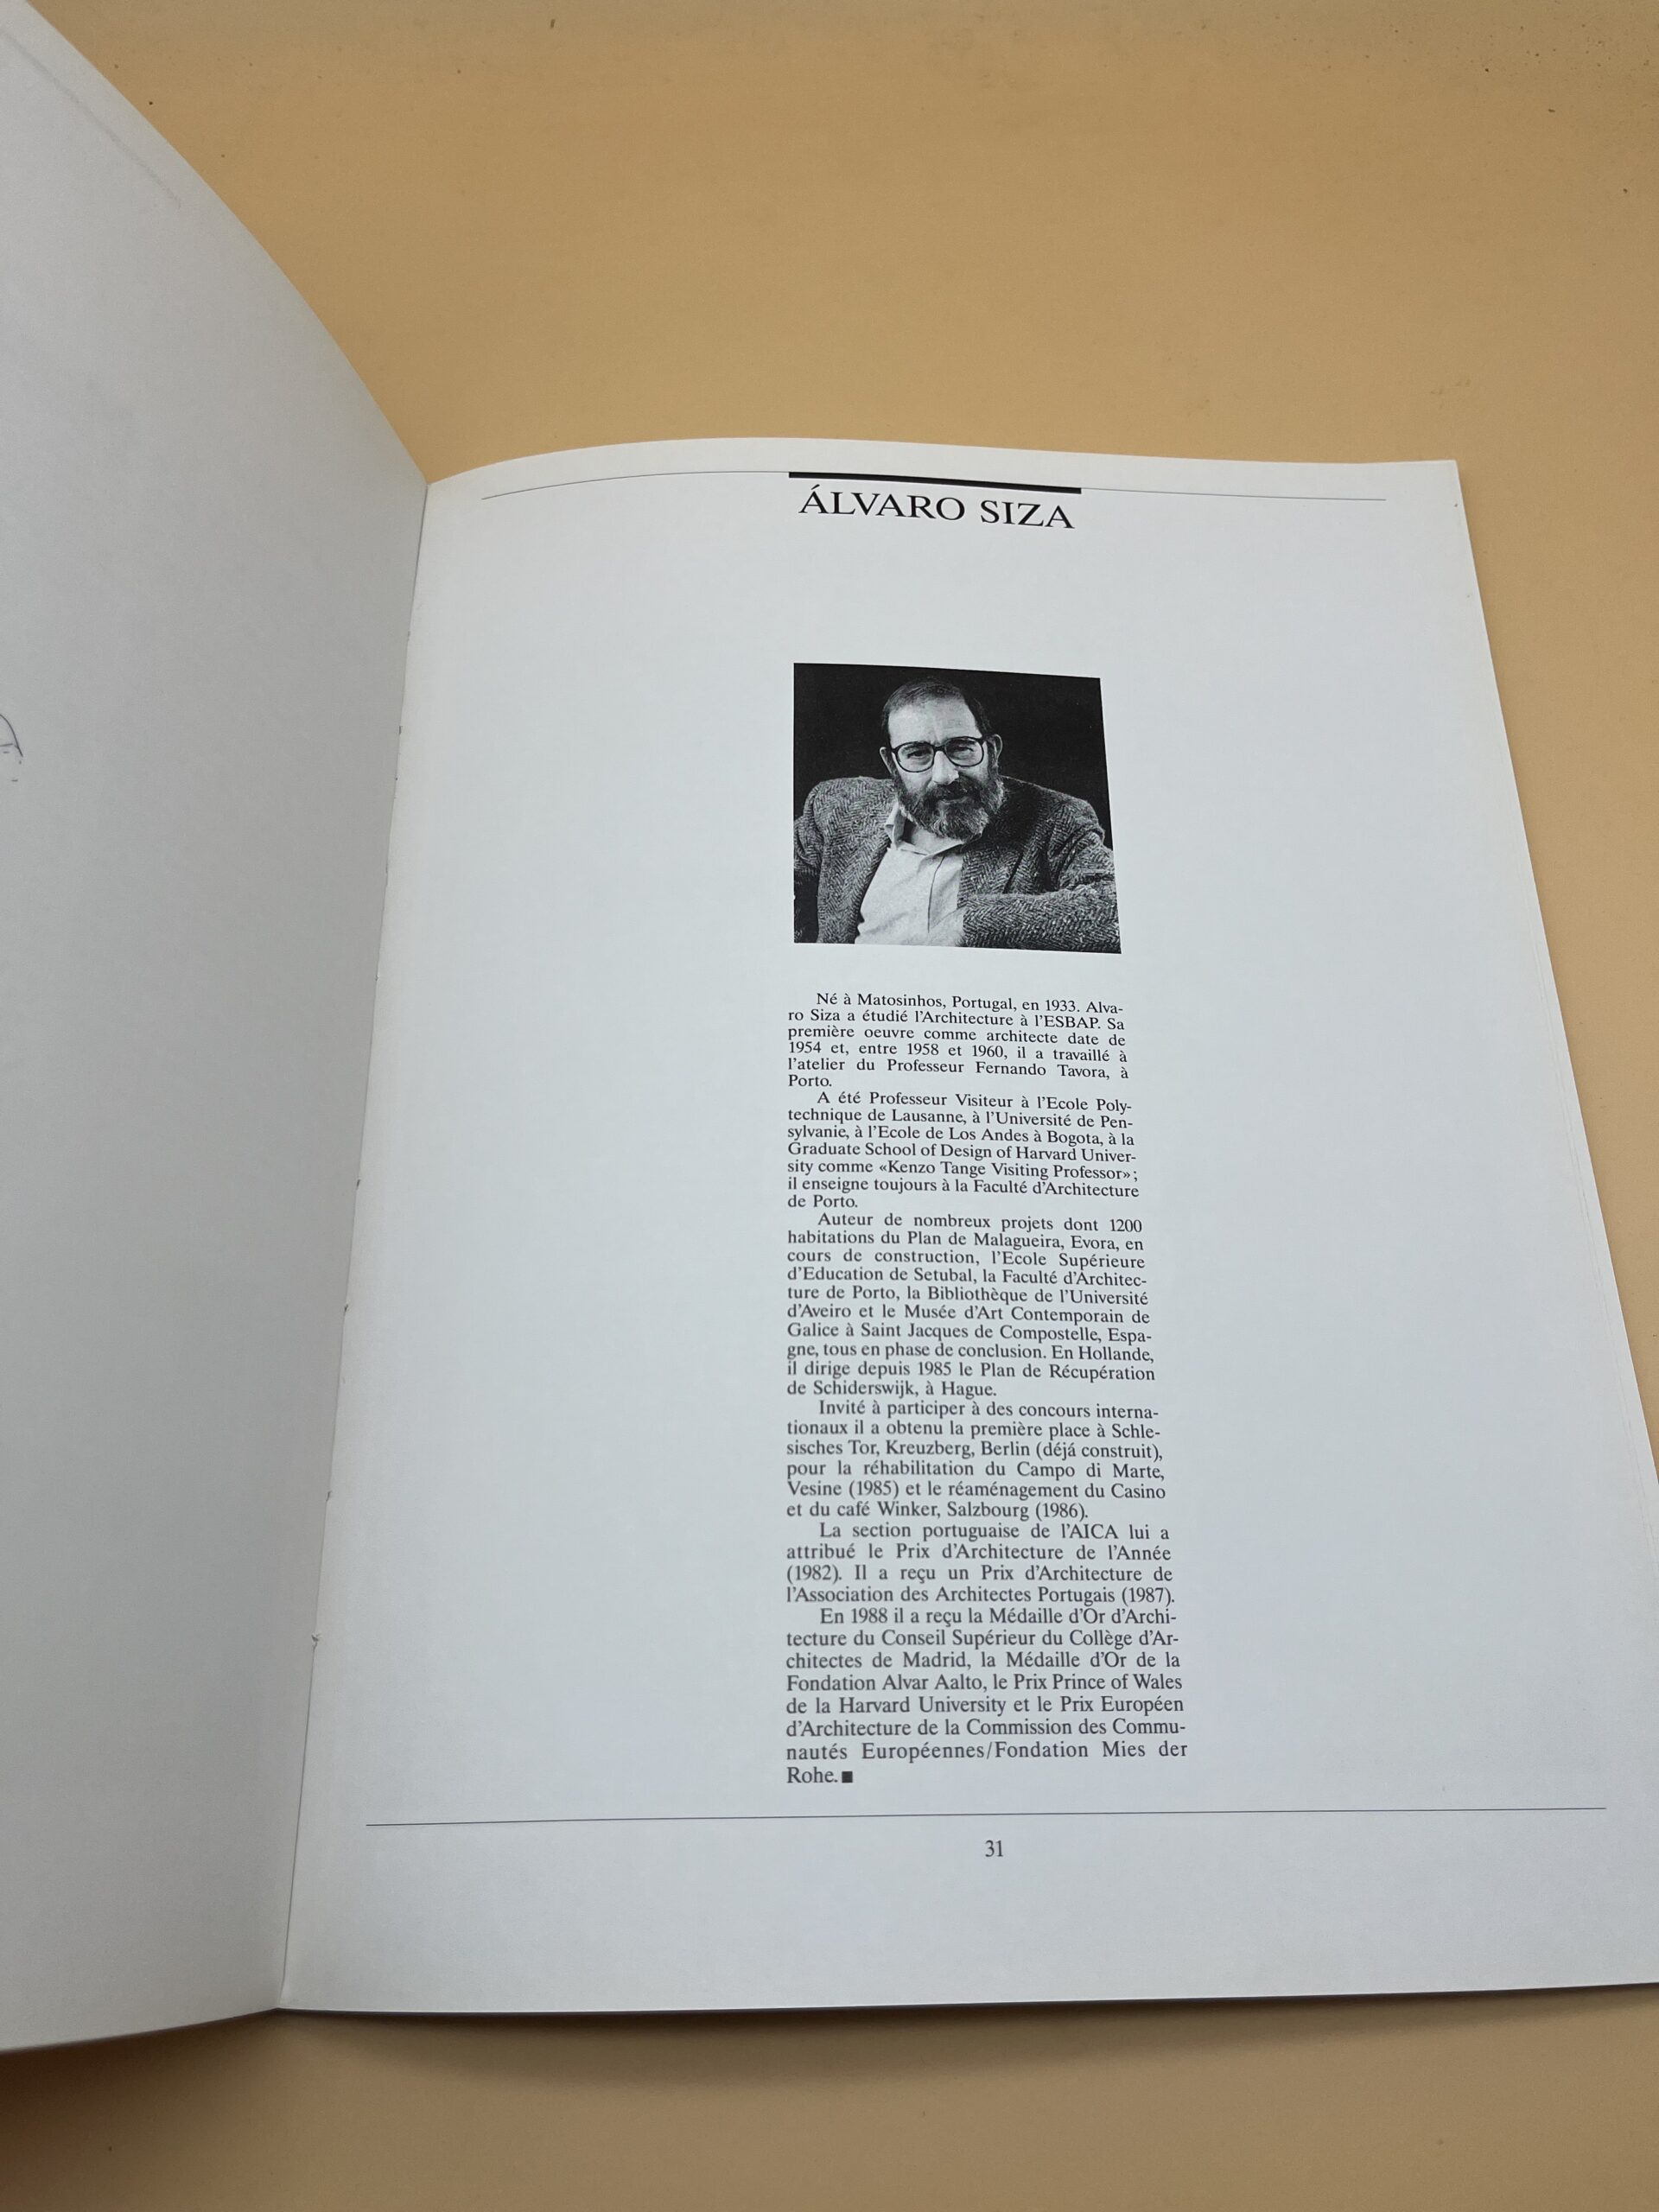 ÁLVARO SIZA
Né à Matosinhos, Portugal, en 1933. Alva-
ro Siza a étudié l'Architecture à l'ESBAP. Sa
première oeuvre comme architecte date de
1954 et, entre 1958 et 1960, il a travaillé à
l'atelier du Professeur Fernando Tavora, à
Porto.
A été Professeur Visiteur à l'Ecole Poly-
technique de Lausanne, à l'Université de Pen-
sylvanie, à l'Ecole de Los Andes à Bogota, à la
Graduate School of Design of Harvard Univer-
sity comme «Kenzo Tange Visiting Professor»;
il enseigne toujours à la Faculté d'Architecture
de Porto.
Auteur de nombreux projets dont 1200
habitations du Plan de Malagueira, Evora, en
cours de construction, l'Ecole Supérieure
d'Education de Setubal, la Faculté d'Architec-
ture de Porto, la Bibliothèque de l'Université
d'Aveiro et le Musée d'Art Contemporain de
Galice à Saint Jacques de Compostelle, Espa-
gne, tous en phase de conclusion. En Hollande,
il dirige depuis 1985 le Plan de Récupération
de Schiderswijk, à Hague.
Invité à participer à des concours interna-
tionaux il a obtenu la première place à Schle-
sisches Tor, Kreuzberg, Berlin (déjá construit),
pour la réhabilitation du Campo di Marte,
Vesine (1985) et le réaménagement du Casino
et du café Winker, Salzbourg (1986).
La section portuguaise de l'AICA lui a
attribué le Prix d'Architecture de l'Année
(1982). Il a reçu un Prix d'Architecture de
l'Association des Architectes Portugais (1987).
En 1988 il a reçu la Médaille d'Or d'Archi-
tecture du Conseil Supérieur du Collège d'Ar-
chitectes de Madrid, la Médaille d'Or de la
Fondation Alvar Aalto, le Prix Prince of Wales
de la Harvard University et le Prix Européen
d'Architecture de la Commission des Commu-
nautés Européennes/Fondation Mies der
Rohe.■
31